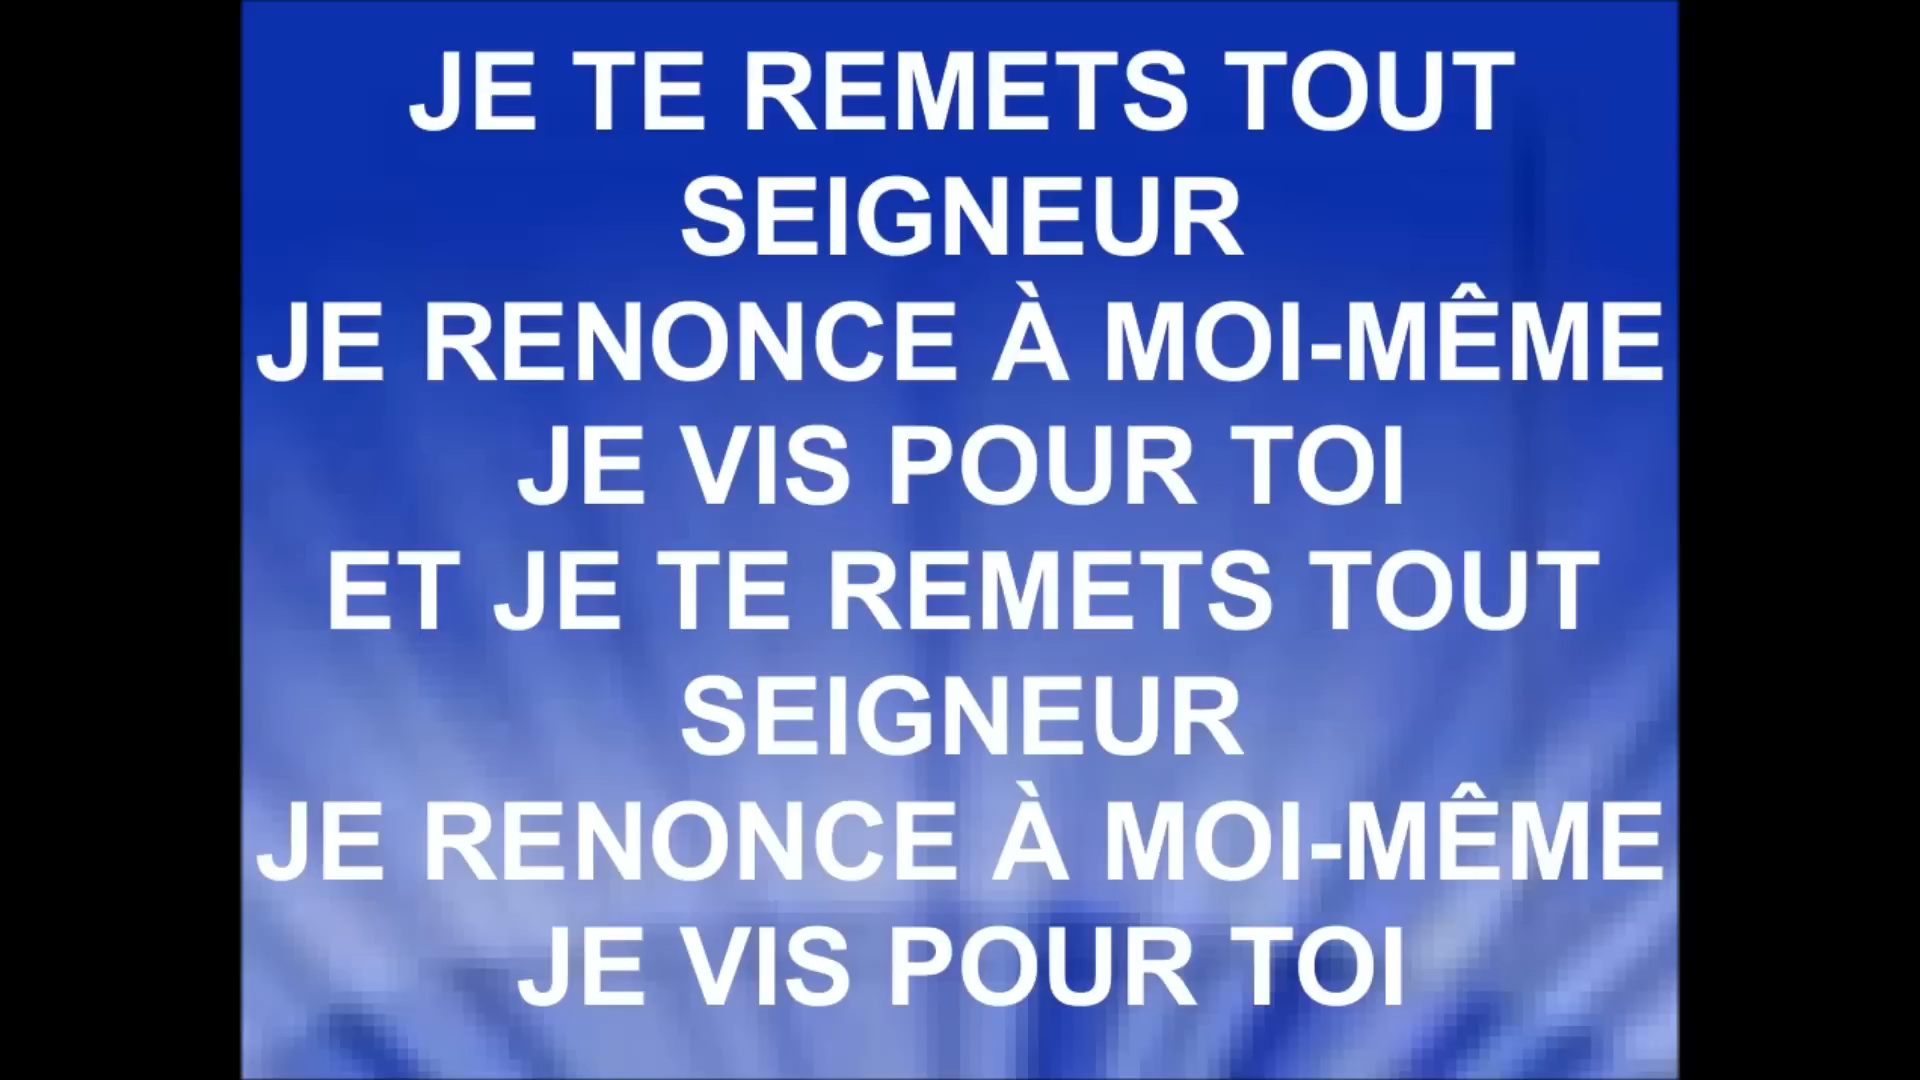 JE TE REMETS TOUT
SEIGNEUR
JE RENONCE À MOI-MÊME
JE VIS POUR TOI
ET JE TE REMETS TOUT
SEIGNEUR
JE RENONCE À MOI-MÊME
JE VIS POUR TOI